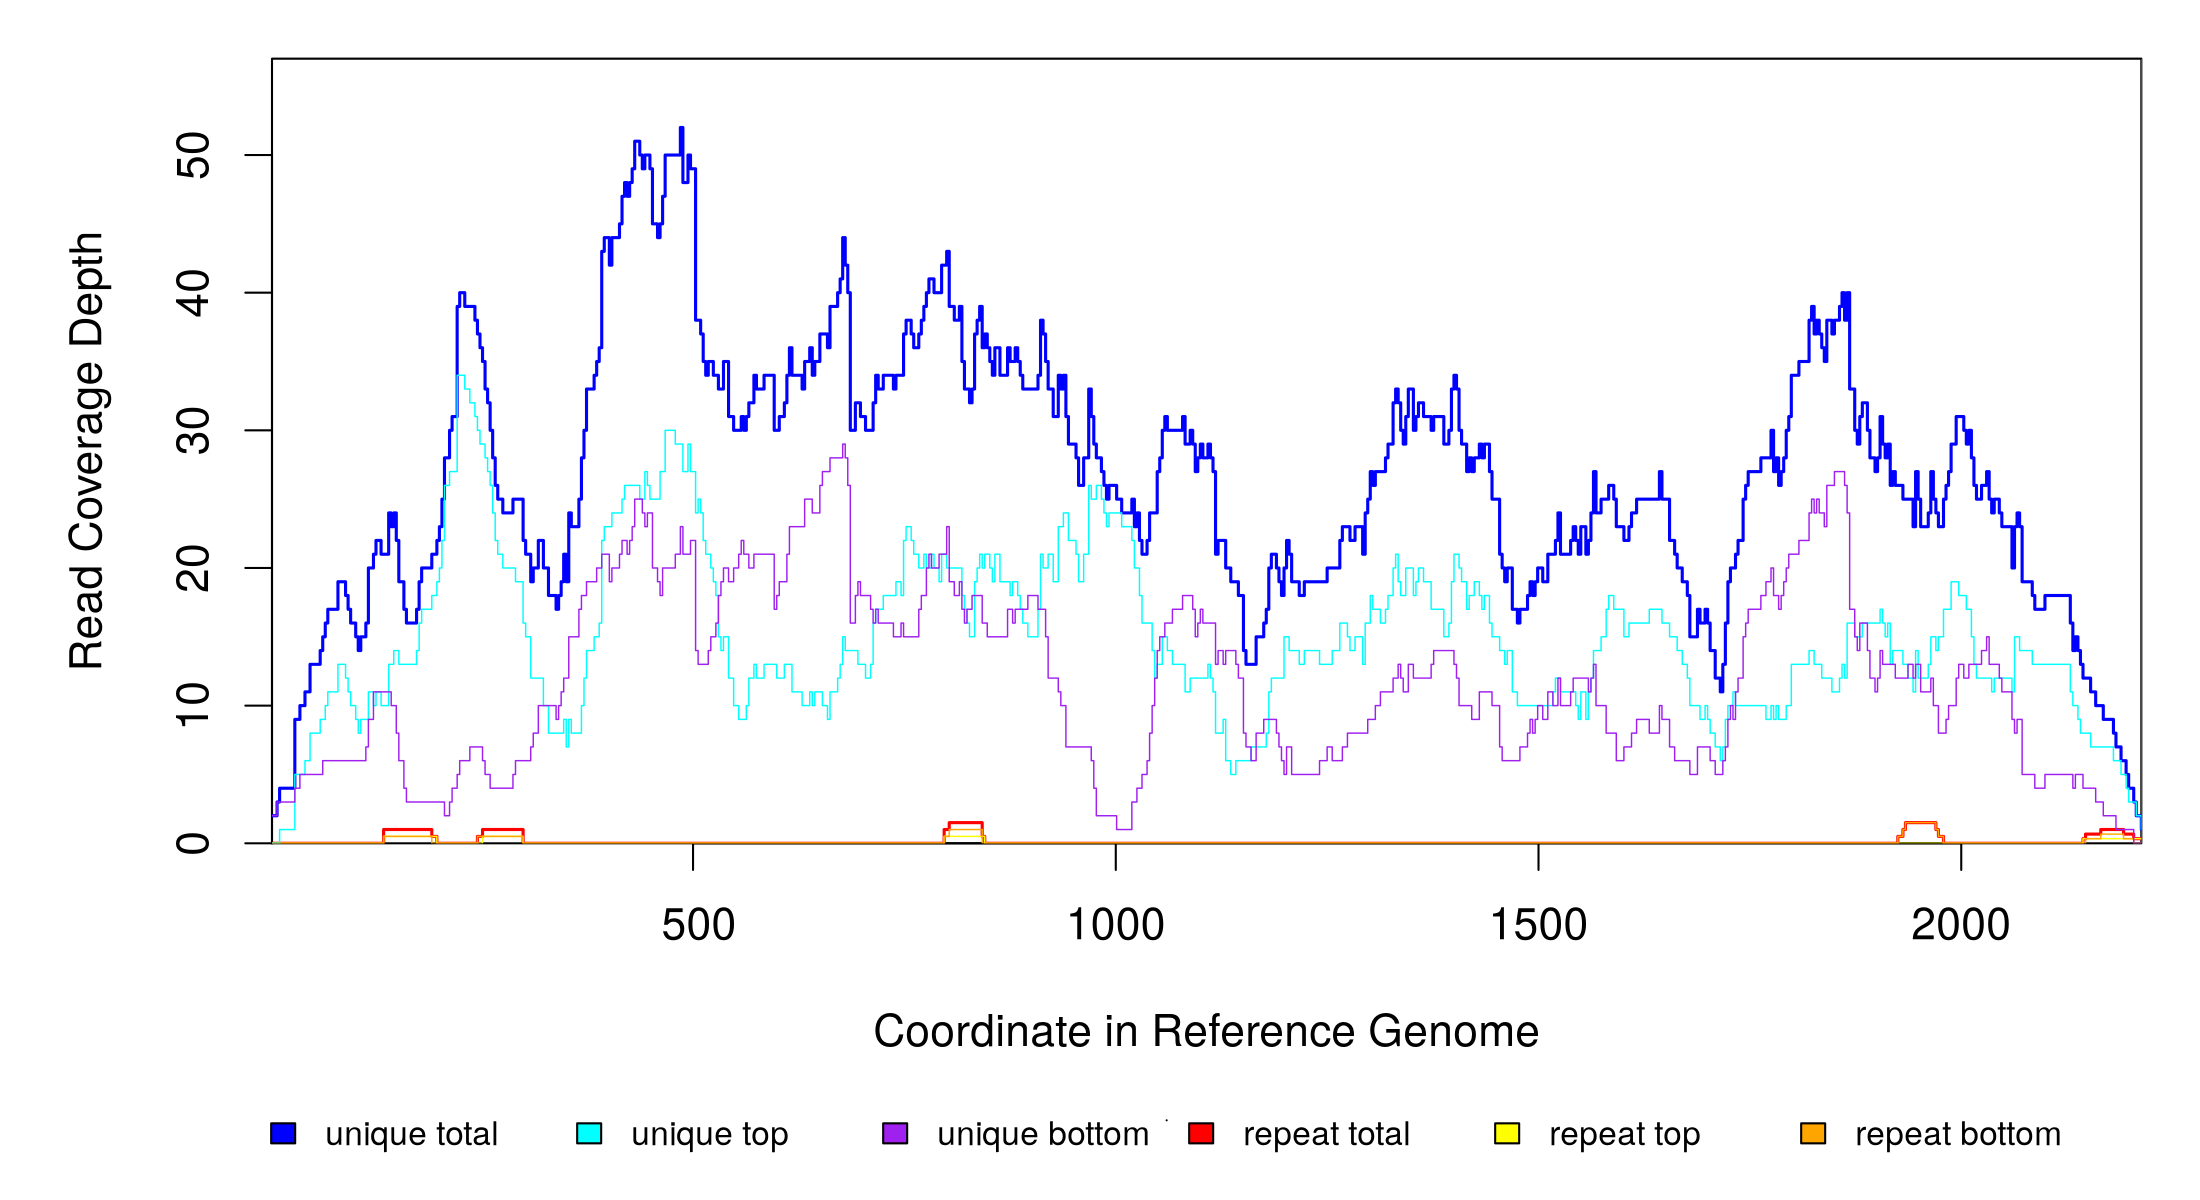 Read Coverage Depth
50
40
30
20
10
0
500 1000 1500 2000
Coordinate in Reference Genome
unique total unique top unique bottom repeat total repeat top repeat bottom